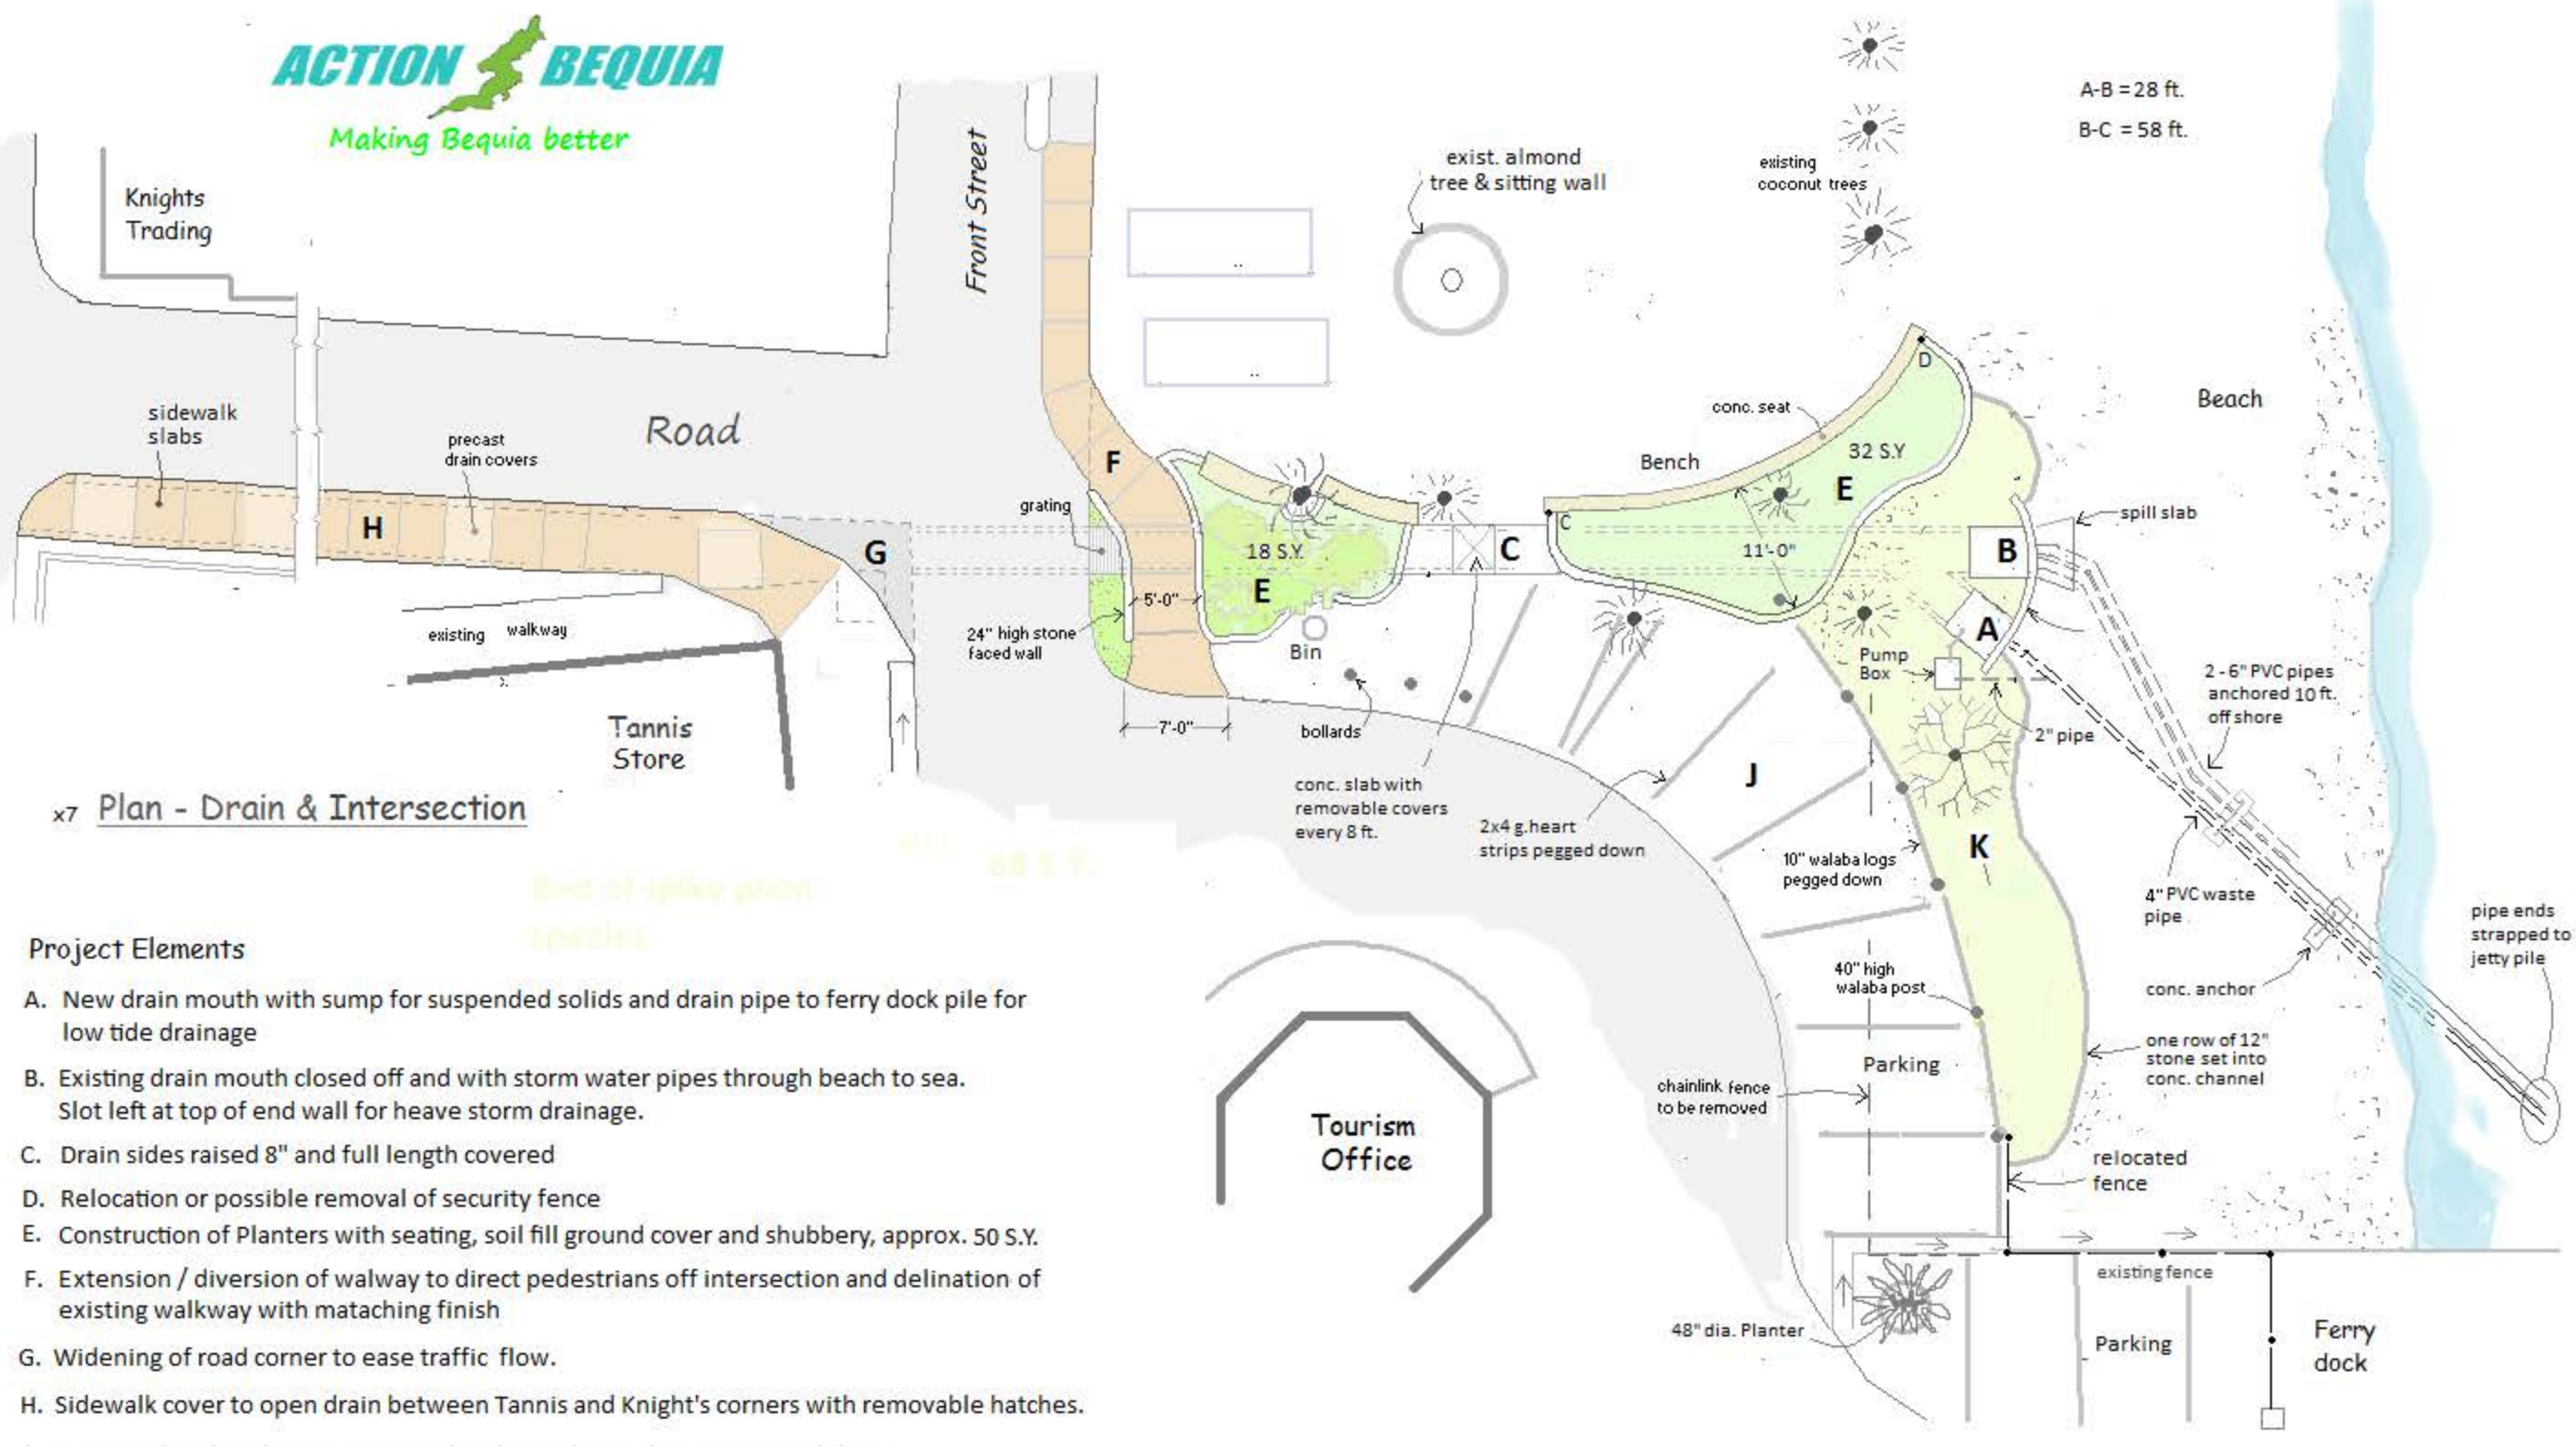 ACTION BEQUIA
Making Bequia better
A-B = 28 ft.
B-C = 58 ft.
Knights
Trading
Front Street
exist. almond
tree & sitting wall
existing
coconut trees
Beach
sidewalk
slabs
precast
drain covers
Road
conc. seat
D
F
Bench
32 S.Y
E
grating
H
G
18 S.Y.
E
C
C
11'-0"
B
spill slab
5'-0"
24" high stone
faced wall
existing walkway
Bin
A
Pump
Box
2 - 6" PVC pipes
anchored 10 ft.
off shore
Tannis
Store
7'-0"
bollards
2" pipe
J
conc. slab with
removable covers
every 8 ft.
2x4 g.heart
strips pegged down
x7 Plan - Drain & Intersection
K
10" walaba logs
pegged down
4" PVC waste
pipe
pipe ends
strapped to
jetty pile
Bed of spiky plant
species
68 S.Y.
40" high
walaba post
conc. anchor
one row of 12"
stone set into
conc. channel
Parking
chainlink fence
to be removed
Tourism
Office
relocated
fence
existing fence
48" dia. Planter
Parking
Ferry
dock
Project Elements
A. New drain mouth with sump for suspended solids and drain pipe to ferry dock pile for
low tide drainage
B. Existing drain mouth closed off and with storm water pipes through beach to sea.
Slot left at top of end wall for heave storm drainage.
C. Drain sides raised 8" and full length covered
D. Relocation or possible removal of security fence
E. Construction of Planters with seating, soil fill ground cover and shubbery, approx. 50 S.Y.
F. Extension / diversion of walway to direct pedestrians off intersection and delination of
existing walkway with mataching finish
G. Widening of road corner to ease traffic flow.
H. Sidewalk cover to open drain between Tannis and Knight's corners with removable hatches.